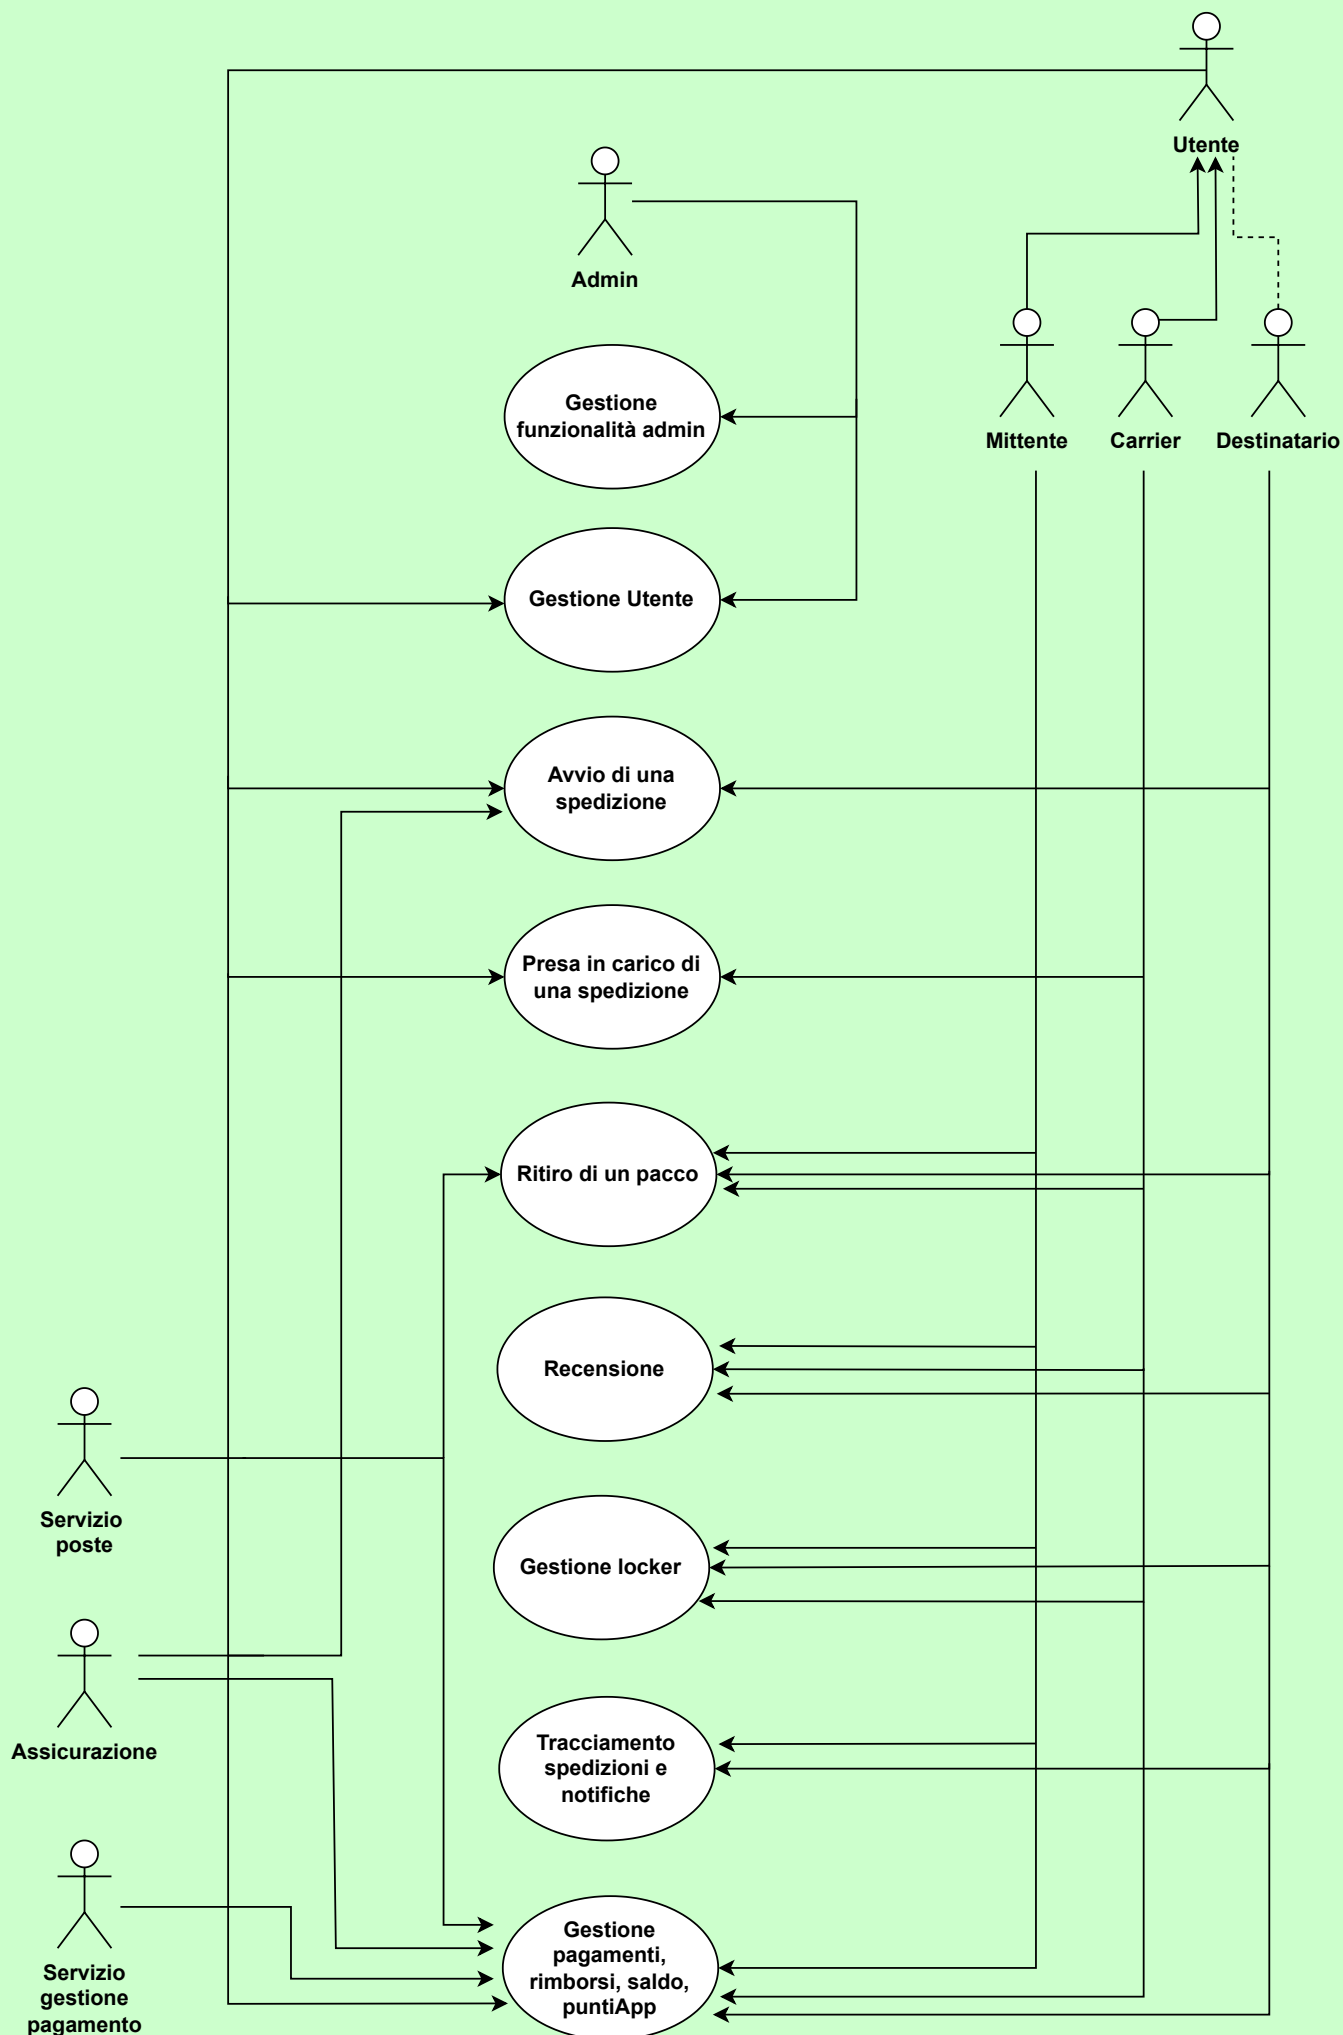 Utente
Admin
Mittente
Carrier
Destinatario
Gestione
funzionalità admin
Gestione Utente
Avvio di una
spedizione
Presa in carico di
una spedizione
Ritiro di un pacco
Recensione
Servizio
poste
Gestione locker
Assicurazione
Tracciamento
spedizioni e
notifiche
Servizio
gestione
pagamento
Gestione
pagamenti,
rimborsi, saldo,
puntiApp